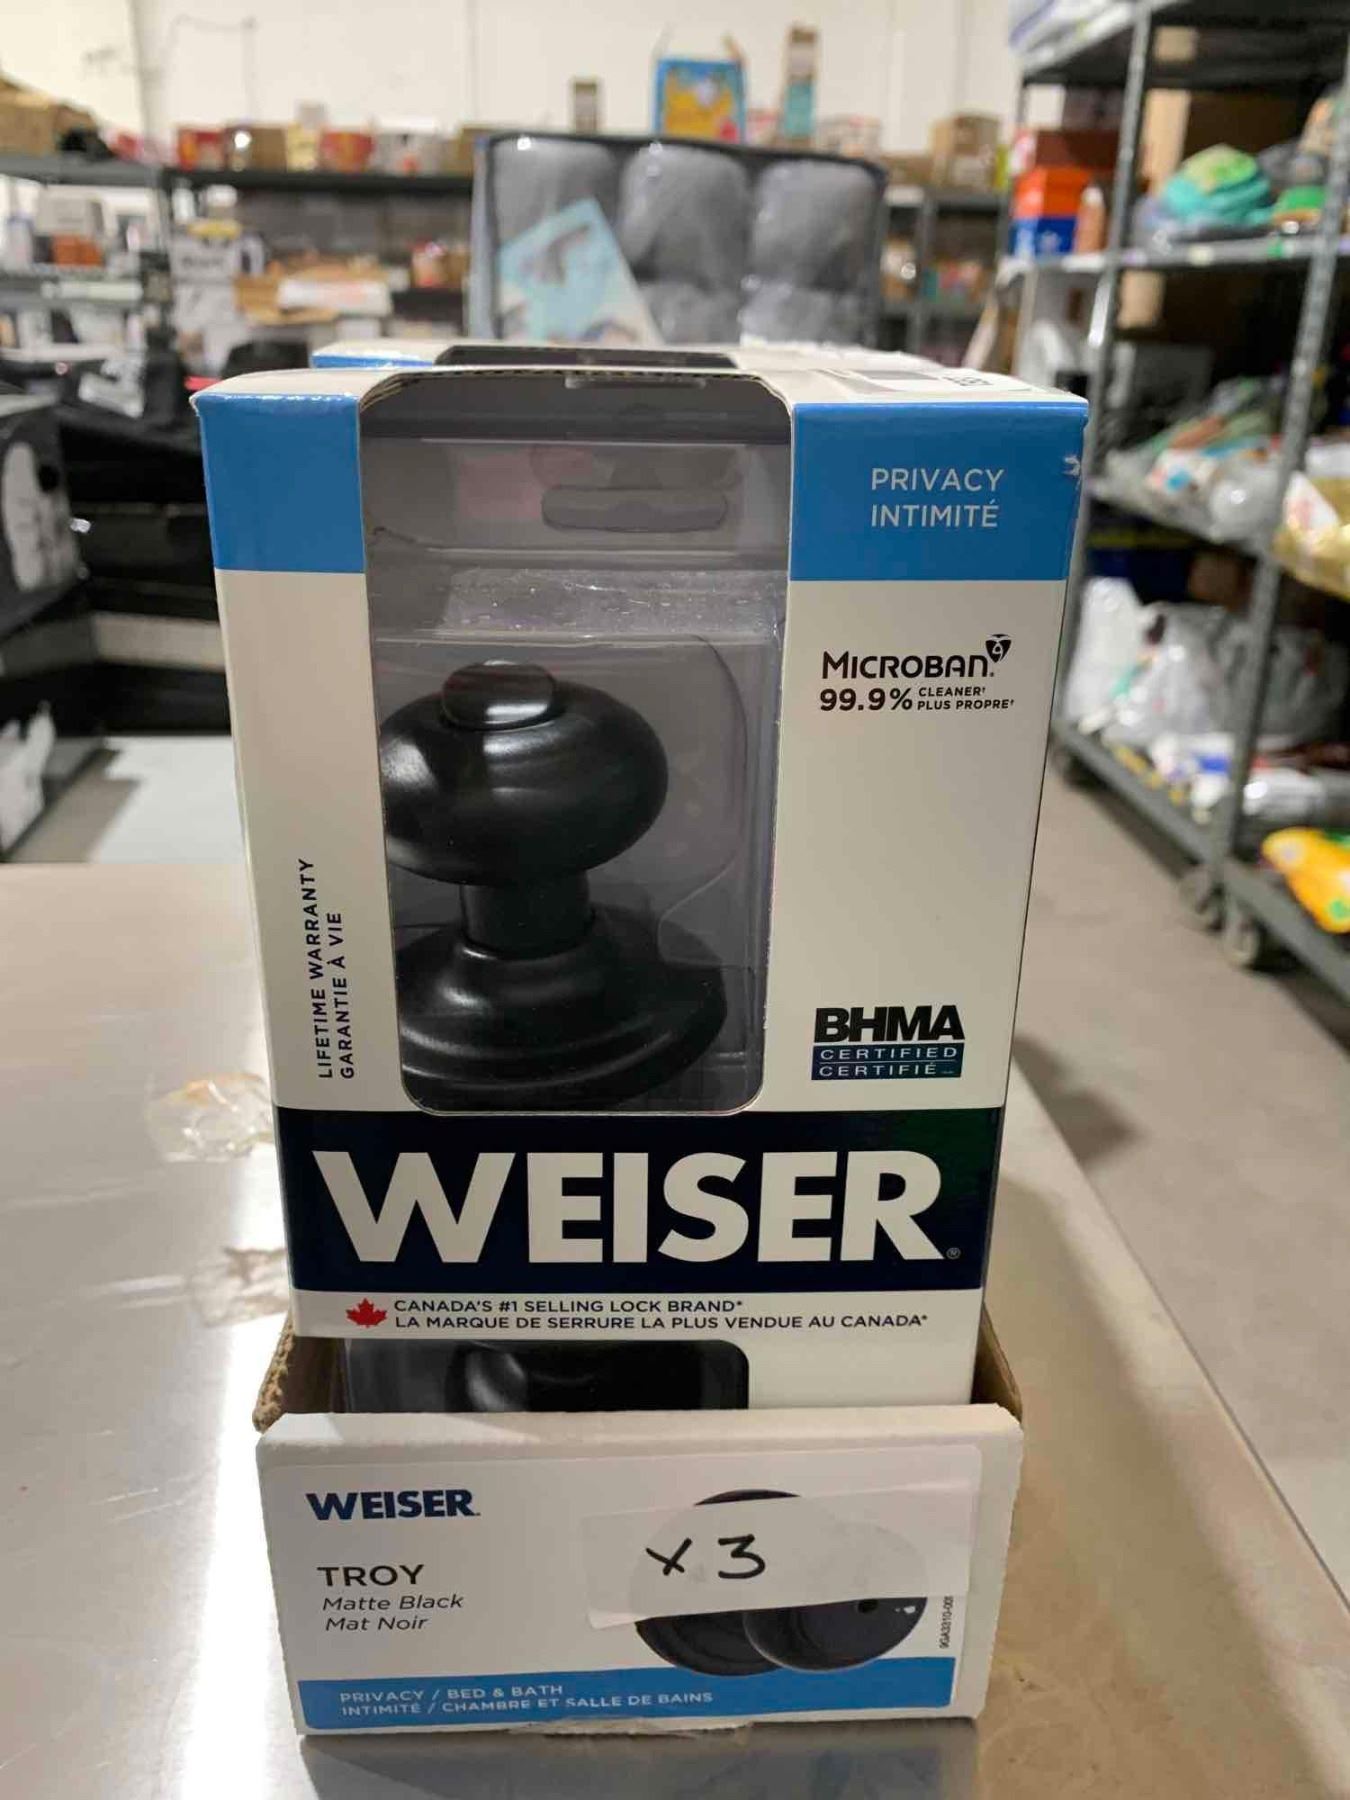 PRIVACY
INTIMITÉ
MICROBAN.
99.9% CLEANER†
PLUS PROPRE†
LIFETIME WARRANTY
GARANTIE À VIE
BHMA
CERTIFIED
CERTIFIÉ
WEISER®
CANADA'S #1 SELLING LOCK BRAND*
LA MARQUE DE SERRURE LA PLUS VENDUE AU CANADA*
WEISER
TROY
Matte Black
Mat Noir
x 3
PRIVACY / BED & BATH
INTIMITÉ / CHAMBRE ET SALLE DE BAINS